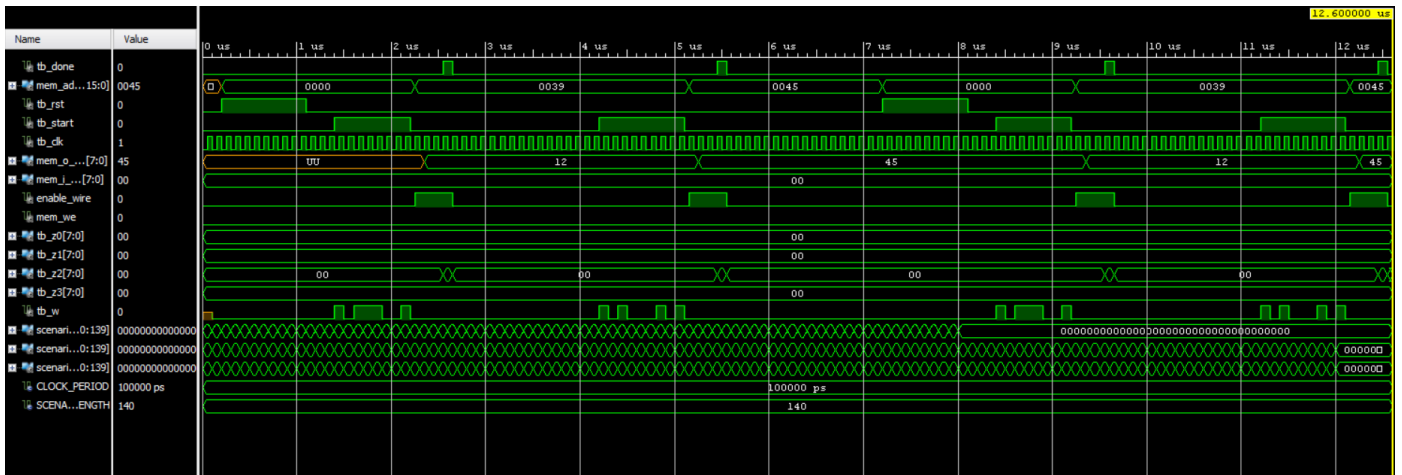 12.600000 us
Name Value
0 us 1 us 2 us 3 us 4 us 5 us 6 us 7 us 8 us 9 us 10 us 11 us 12 us
tb_done 0
mem_ad...15:0] 0045 0000 0039 0045 0000 0039 0045
tb_rst 0
tb_start 0
tb_clk 1
mem_o_...[7:0] 45 UU 12 45 12 45
mem_i_...[7:0] 00 00
enable_wire 0
mem_we 0
tb_z0[7:0] 00 00
tb_z1[7:0] 00 00
tb_z2[7:0] 00 00 00 00 00
tb_z3[7:0] 00 00
tb_w 0
scenari...0:139] 00000000000000 00000000000000000000000000000000000
scenari...0:139] 00000000000000 000000
scenari...0:139] 00000000000000 000000
CLOCK_PERIOD 100000 ps 100000 ps
SCENA...ENGTH 140 140